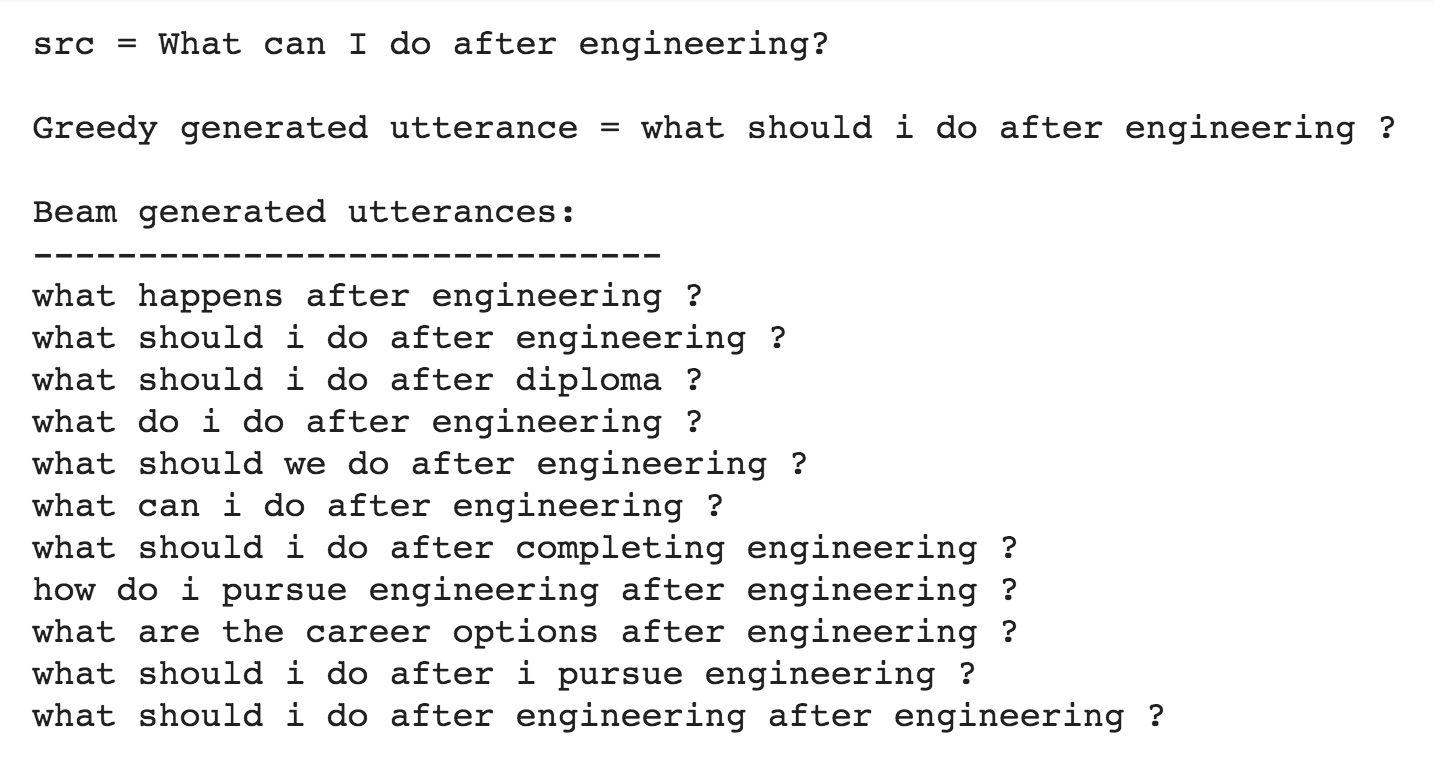 src = What can I do after engineering?
Greedy generated utterance = what should i do after engineering ?
Beam generated utterances:
------------------------------
what happens after engineering ?
what should i do after engineering ?
what should i do after diploma ?
what do i do after engineering ?
what should we do after engineering ?
what can i do after engineering ?
what should i do after completing engineering ?
how do i pursue engineering after engineering ?
what are the career options after engineering ?
what should i do after i pursue engineering ?
what should i do after engineering after engineering ?